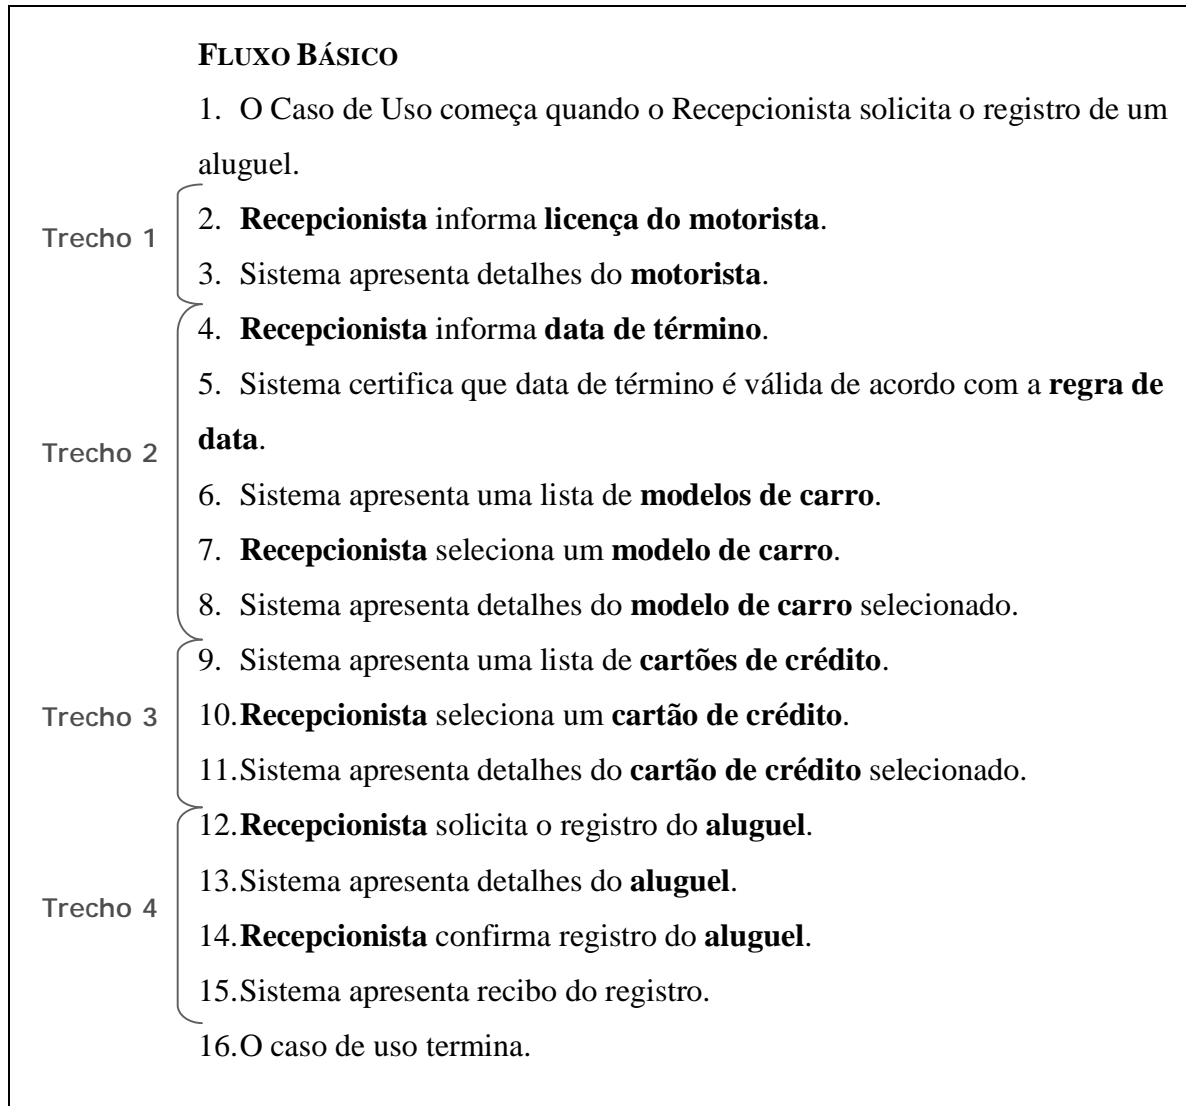 FLUXO BÁSICO
1. O Caso de Uso começa quando o Recepcionista solicita o registro de um
aluguel.
Trecho 1
2. Recepcionista informa licença do motorista.
3. Sistema apresenta detalhes do motorista.
Trecho 2
4. Recepcionista informa data de término.
5. Sistema certifica que data de término é válida de acordo com a regra de
data.
6. Sistema apresenta uma lista de modelos de carro.
7. Recepcionista seleciona um modelo de carro.
8. Sistema apresenta detalhes do modelo de carro selecionado.
Trecho 3
9. Sistema apresenta uma lista de cartões de crédito.
10.Recepcionista seleciona um cartão de crédito.
11.Sistema apresenta detalhes do cartão de crédito selecionado.
Trecho 4
12.Recepcionista solicita o registro do aluguel.
13.Sistema apresenta detalhes do aluguel.
14.Recepcionista confirma registro do aluguel.
15.Sistema apresenta recibo do registro.
16.O caso de uso termina.